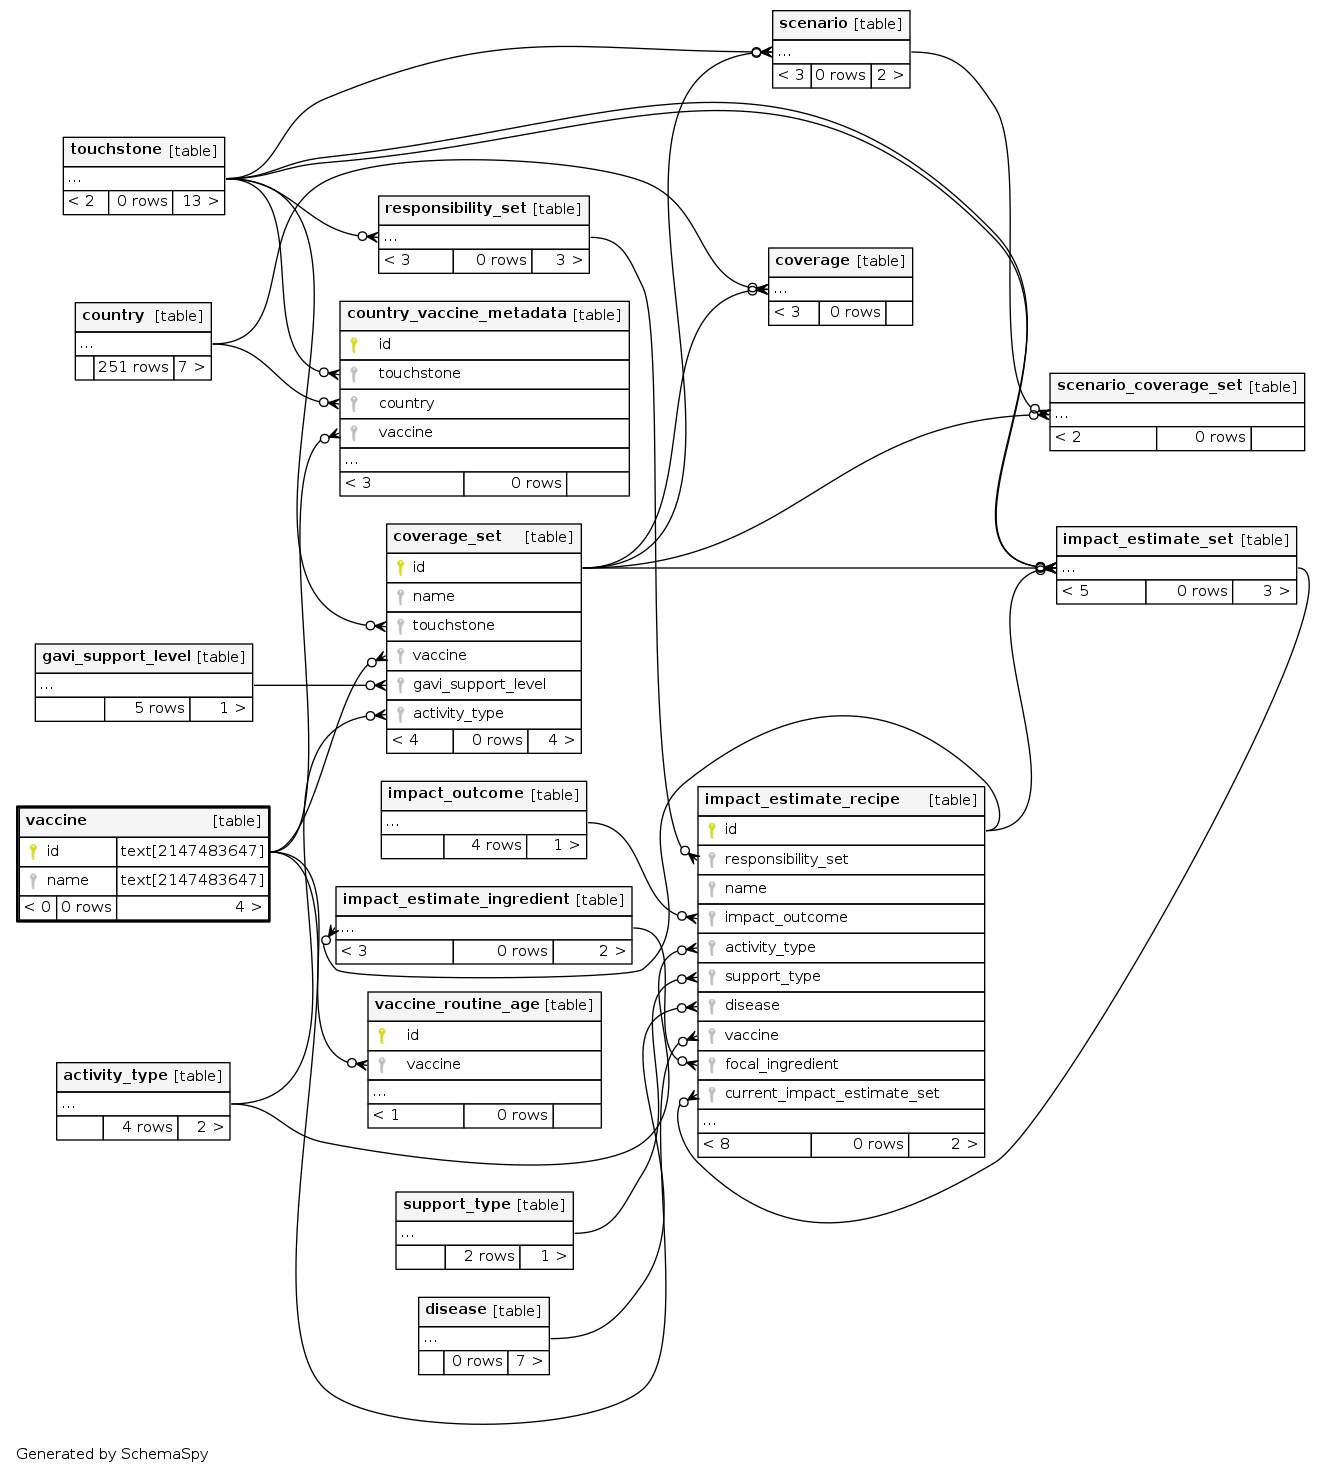 scenario [table]
...
< 3 0 rows 2 >
touchstone [table]
...
< 2 0 rows 13 >
responsibility_set [table]
...
< 3 0 rows 3 >
coverage [table]
...
< 3 0 rows
country [table]
...
251 rows 7 >
country_vaccine_metadata [table]
id
touchstone
country
vaccine
...
< 3 0 rows
scenario_coverage_set [table]
...
< 2 0 rows
coverage_set [table]
id
name
touchstone
vaccine
gavi_support_level
activity_type
< 4 0 rows 4 >
impact_estimate_set [table]
...
< 5 0 rows 3 >
gavi_support_level [table]
...
5 rows 1 >
vaccine [table]
id text[2147483647]
name text[2147483647]
< 0 0 rows 4 >
impact_outcome [table]
...
4 rows 1 >
impact_estimate_recipe [table]
id
responsibility_set
name
impact_outcome
activity_type
support_type
disease
vaccine
focal_ingredient
current_impact_estimate_set
...
< 8 0 rows 2 >
impact_estimate_ingredient [table]
...
< 3 0 rows 2 >
vaccine_routine_age [table]
id
vaccine
...
< 1 0 rows
activity_type [table]
...
4 rows 2 >
support_type [table]
...
2 rows 1 >
disease [table]
...
0 rows 7 >
Generated by SchemaSpy